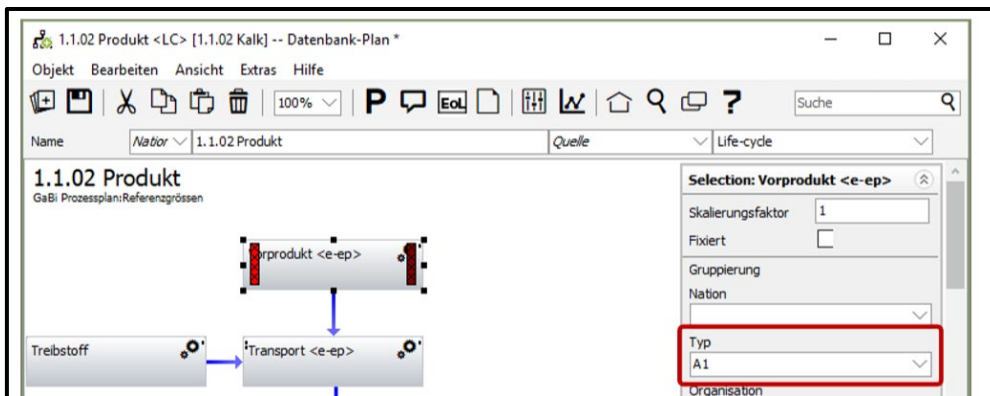 1.1.02 Produkt <LC> [1.1.02 Kalk] -- Datenbank-Plan *
Objekt Bearbeiten Ansicht Extras Hilfe
100% P EoL ? Suche
Name Nation 1.1.02 Produkt Quelle Life-cycle
1.1.02 Produkt
GaBi Prozessplan:Referenzgrössen
Vorprodukt <e-ep>
Treibstoff
Transport <e-ep>
Selection: Vorprodukt <e-ep>
Skalierungsfaktor 1
Fixiert
Gruppierung
Nation
Typ
A1
Organisation